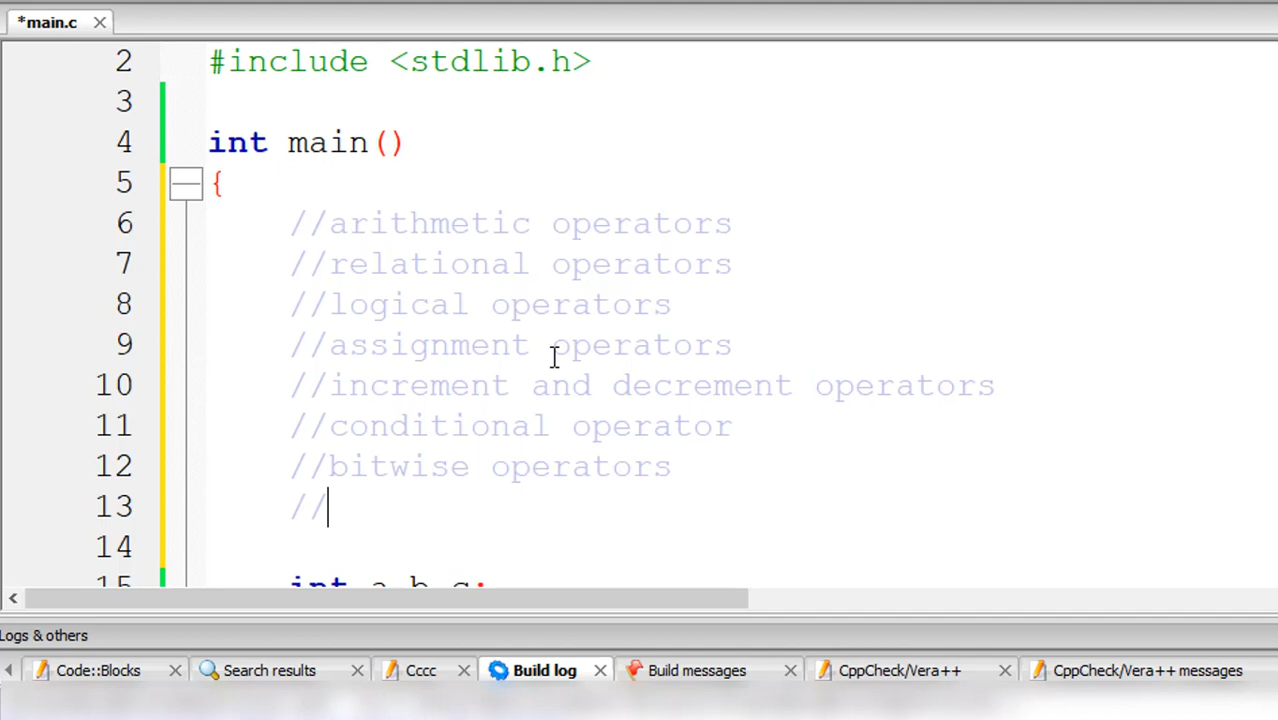 *main.c
2 #include <stdlib.h>
3
4 int main()
5 {
6 //arithmetic operators
7 //relational operators
8 //logical operators
9 //assignment operators
10 //increment and decrement operators
11 //conditional operator
12 //bitwise operators
13 //
14
15 int a,b,c;
Logs & others
Code::Blocks Search results Cccc Build log Build messages CppCheck/Vera++ CppCheck/Vera++ messages